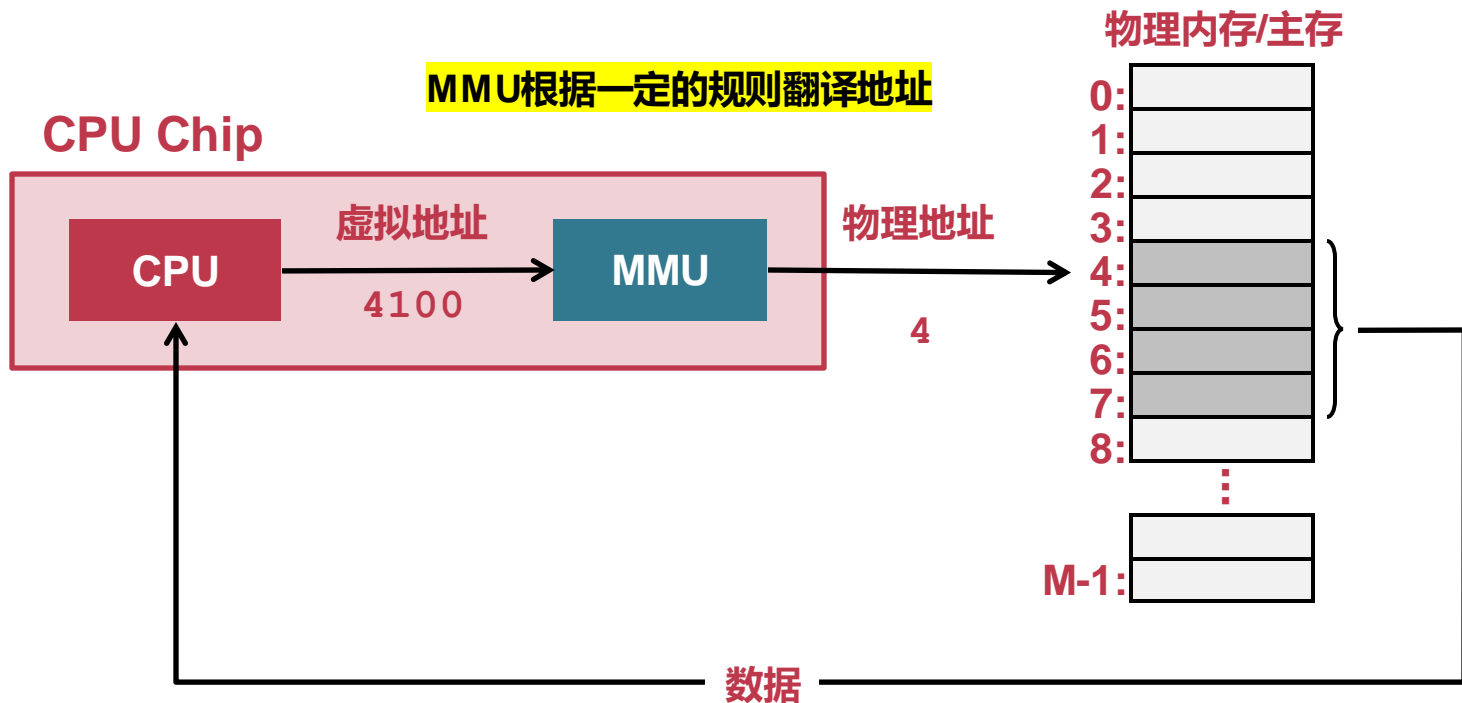 物理内存/主存
MMU根据一定的规则翻译地址
CPU Chip
CPU
虚拟地址
4100
MMU
物理地址
4
0:
1:
2:
3:
4:
5:
6:
7:
8:
⋮
M-1:
数据